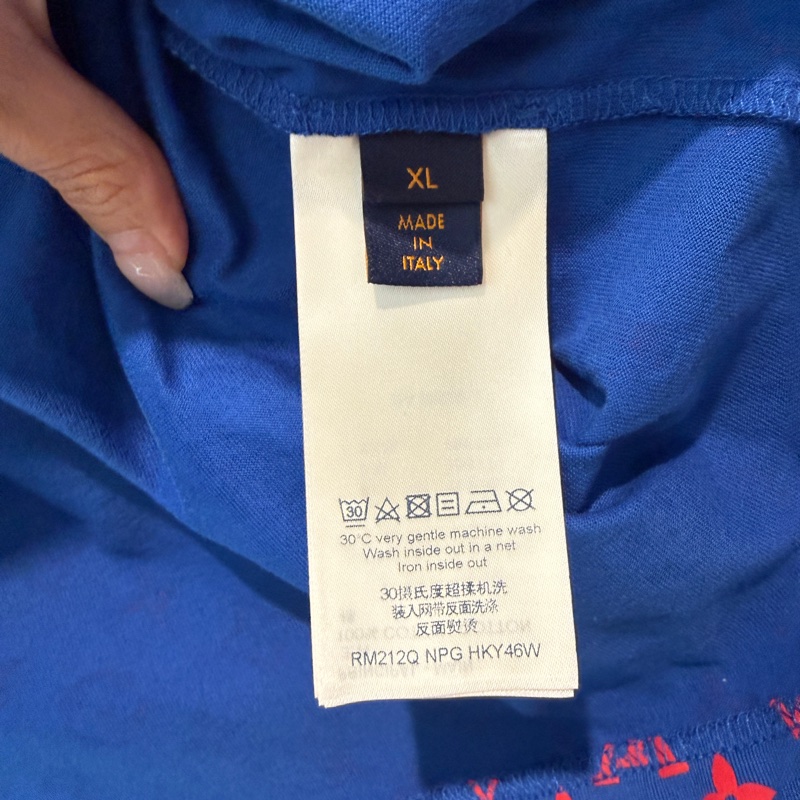 XL
MADE
IN
ITALY
30
30°C very gentle machine wash
Wash inside out in a net
Iron inside out
30摄氏度超揉机洗
装入网带反面洗涤
反面熨烫
RM212Q NPG HKY46W